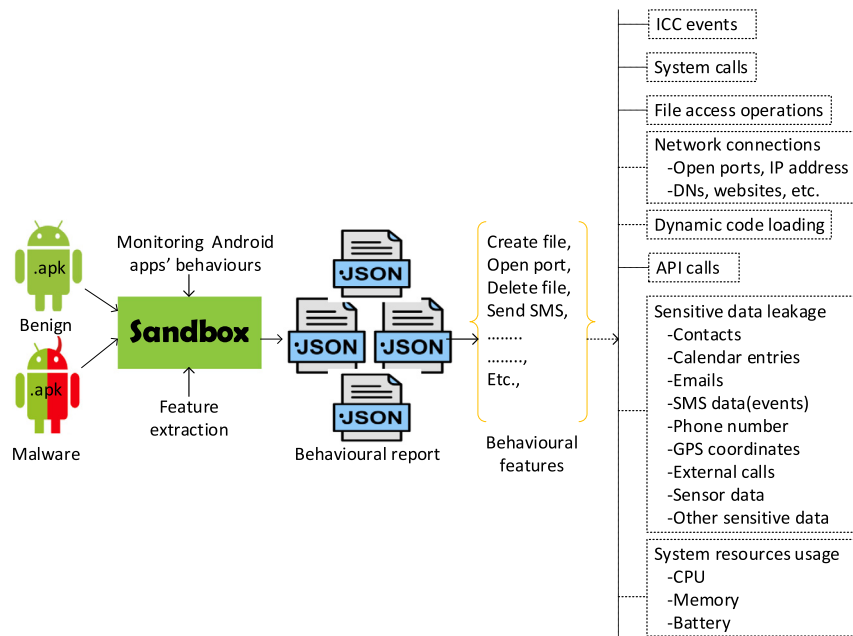 .apk
Benign
.apk
Malware
Monitoring Android
apps' behaviours
Sandbox
Feature
extraction
.JSON
.JSON
.JSON
.JSON
Behavioural report
Create file,
Open port,
Delete file,
Send SMS,
........
........,
Etc.,
Behavioural
features
ICC events
System calls
File access operations
Network connections
-Open ports, IP address
-DNs, websites, etc.
Dynamic code loading
API calls
Sensitive data leakage
-Contacts
-Calendar entries
-Emails
-SMS data(events)
-Phone number
-GPS coordinates
-External calls
-Sensor data
-Other sensitive data
System resources usage
-CPU
-Memory
-Battery